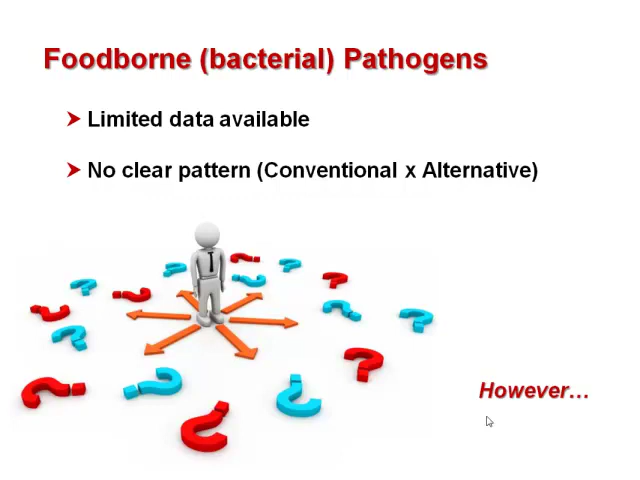 Foodborne (bacterial) Pathogens
Limited data available
No clear pattern (Conventional x Alternative)
However…